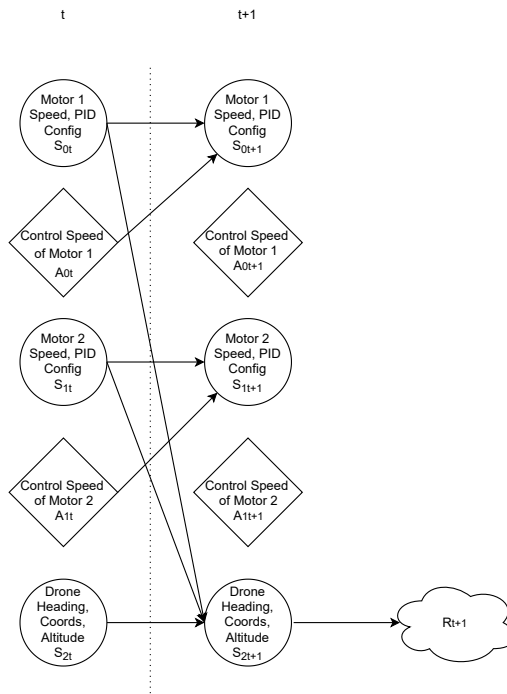 t
t+1
Motor 1
Speed, PID
Config
S0t
Motor 1
Speed, PID
Config
S0t+1
Control Speed
of Motor 1
A0t
Control Speed
of Motor 1
A0t+1
Motor 2
Speed, PID
Config
S1t
Motor 2
Speed, PID
Config
S1t+1
Control Speed
of Motor 2
A1t
Control Speed
of Motor 2
A1t+1
Drone
Heading,
Coords,
Altitude
S2t
Drone
Heading,
Coords,
Altitude
S2t+1
Rt+1